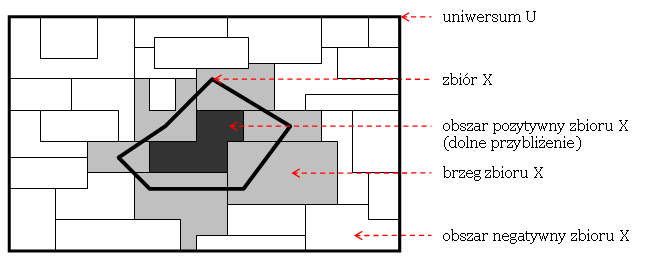 uniwersum U
zbiór X
obszar pozytywny zbioru X
(dolne przybliżenie)
brzeg zbioru X
obszar negatywny zbioru X